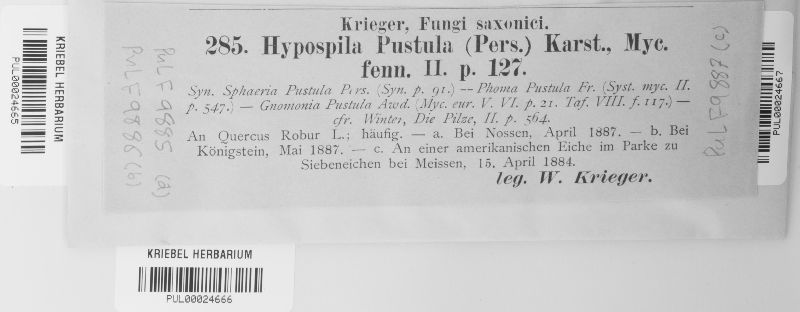 Krieger, Fungi saxonici.
285. Hypospila Pustula (Pers.) Karst., Myc.
fenn. II. p. 127.
Syn. Sphaeria Pustula Pers. (Syn. p. 91.) — Phoma Pustula Fr. (Syst. myc. II.
p. 547.) — Gnomonia Pustula Awd. (Myc. eur. V. VI. p. 21. Taf. VIII. f. 117.) —
cfr. Winter, Die Pilze, II. p. 564.
An Quercus Robur L.; häufig. — a. Bei Nossen, April 1887. — b. Bei
Königstein, Mai 1887. — c. An einer amerikanischen Eiche im Parke zu
Siebeneichen bei Meissen, 15. April 1884.
leg. W. Krieger.
PUL F9885 (a)
PUL F9886 (b)
PUL F9887 (c)
KRIEBEL HERBARIUM
PUL00024665
KRIEBEL HERBARIUM
PUL00024666
PUL00024667